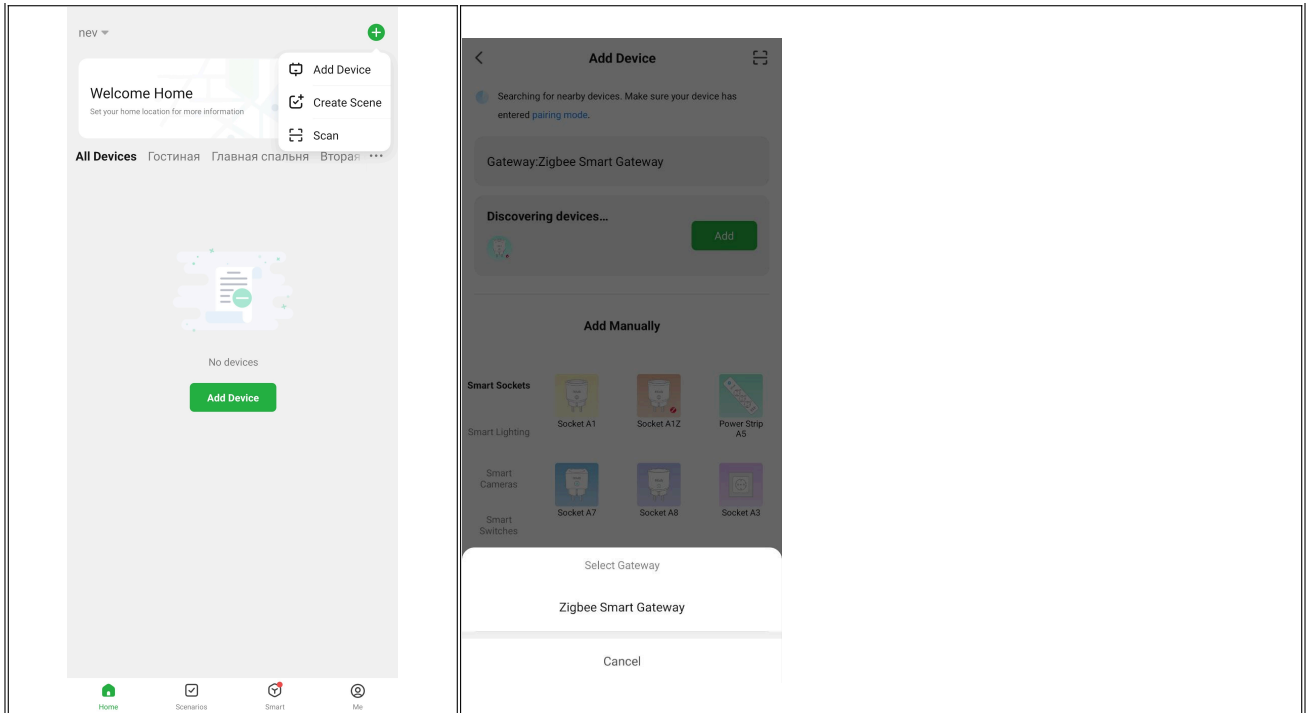 nev
Add Device
Welcome Home
Set your home location for more information
Create Scene
Scan
All Devices Гостиная Главная спальня Вторая ...
No devices
Add Device
Home Scenarios Smart Me
Add Device
Searching for nearby devices. Make sure your device has
entered pairing mode.
Gateway:Zigbee Smart Gateway
Discovering devices...
Add
Add Manually
Smart Sockets
Socket A1 Socket A1Z Power Strip
A5
Smart Lighting
Smart
Cameras
Socket A7 Socket A8 Socket A3
Smart
Switches
Select Gateway
Zigbee Smart Gateway
Cancel